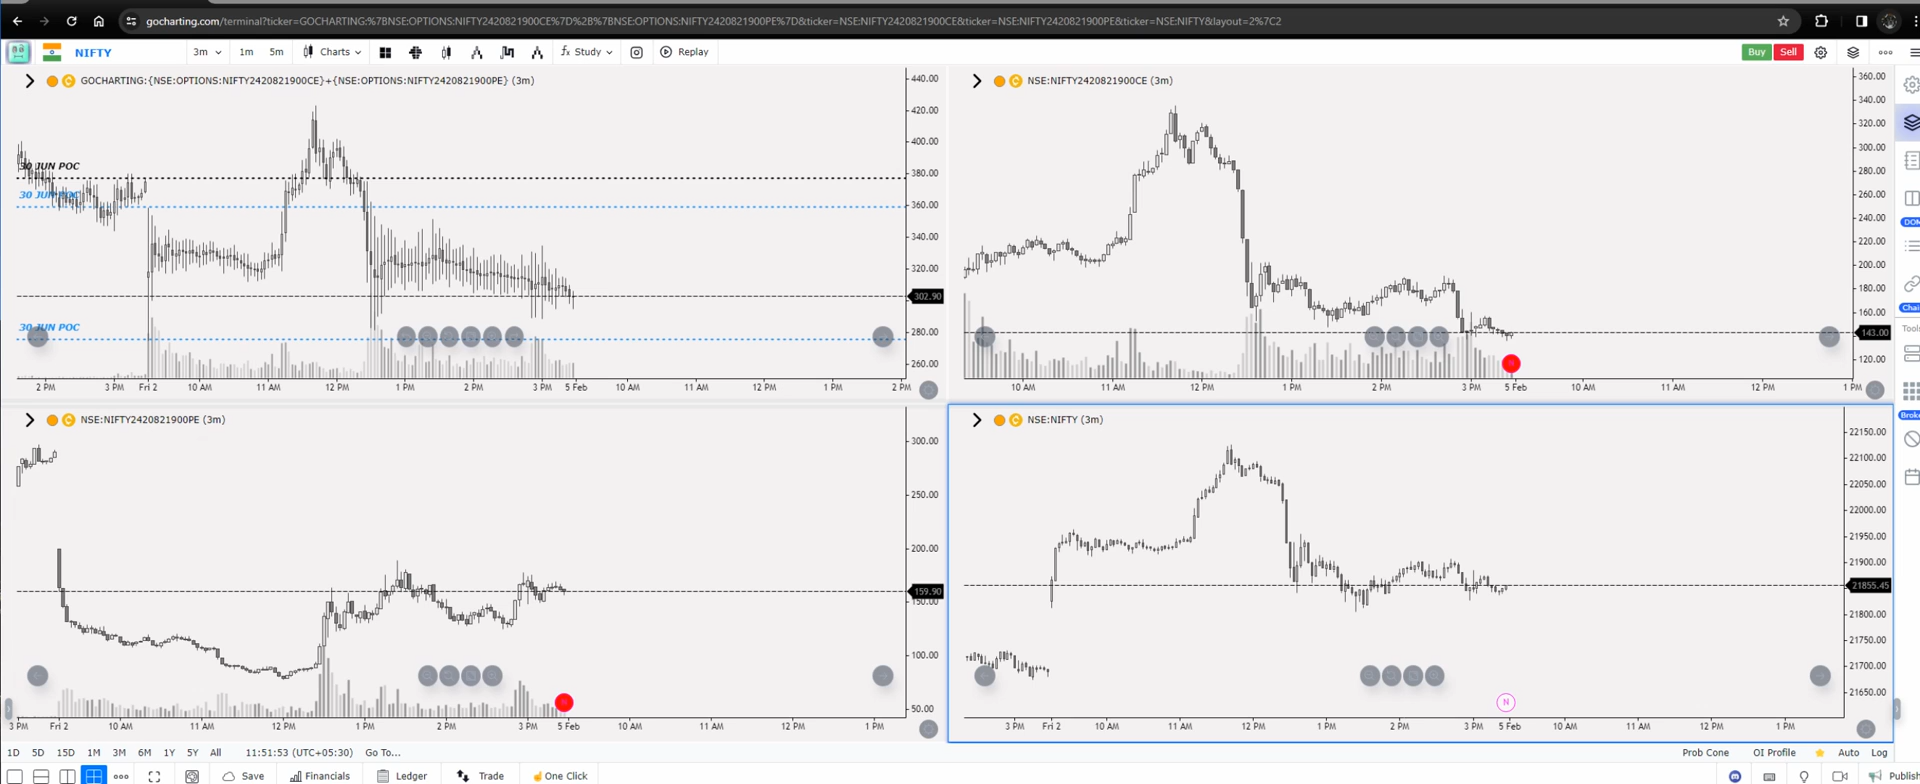 gocharting.com/terminal?ticker=GOCHARTING:%7BNSE:OPTIONS:NIFTY2420821900CE%7D%2B%7BNSE:OPTIONS:NIFTY2420821900PE%7D&ticker=NSE:NIFTY2420821900CE&ticker=NSE:NIFTY2420821900PE&ticker=NSE:NIFTY&layout=2%7C2
NIFTY 3m 1m 5m Charts fx Study Replay Buy Sell
GOCHARTING:{NSE:OPTIONS:NIFTY2420821900CE}+{NSE:OPTIONS:NIFTY2420821900PE} (3m)
440.00
420.00
400.00
380.00
360.00
340.00
320.00
302.90
280.00
260.00
30 JUN POC
30 JUN POC
30 JUN POC
2 PM 3 PM Fri 2 10 AM 11 AM 12 PM 1 PM 2 PM 3 PM 5 Feb 10 AM 11 AM 12 PM 1 PM 2 PM
NSE:NIFTY2420821900CE (3m)
360.00
340.00
320.00
300.00
280.00
260.00
240.00
220.00
200.00
180.00
160.00
143.00
120.00
10 AM 11 AM 12 PM 1 PM 2 PM 3 PM 5 Feb 10 AM 11 AM 12 PM 1 PM
NSE:NIFTY2420821900PE (3m)
300.00
250.00
200.00
159.90
150.00
100.00
50.00
3 PM Fri 2 10 AM 11 AM 12 PM 1 PM 2 PM 3 PM 5 Feb 10 AM 11 AM 12 PM 1 PM
NSE:NIFTY (3m)
22150.00
22100.00
22050.00
22000.00
21950.00
21900.00
21855.45
21800.00
21750.00
21700.00
21650.00
N
3 PM Fri 2 10 AM 11 AM 12 PM 1 PM 2 PM 3 PM 5 Feb 10 AM 11 AM 12 PM 1 PM
DOM
Chai
Tools
Broke
1D 5D 15D 1M 3M 6M 1Y 5Y All 11:51:53 (UTC+05:30) Go To... Prob Cone OI Profile Auto Log
Save Financials Ledger Trade One Click Publish